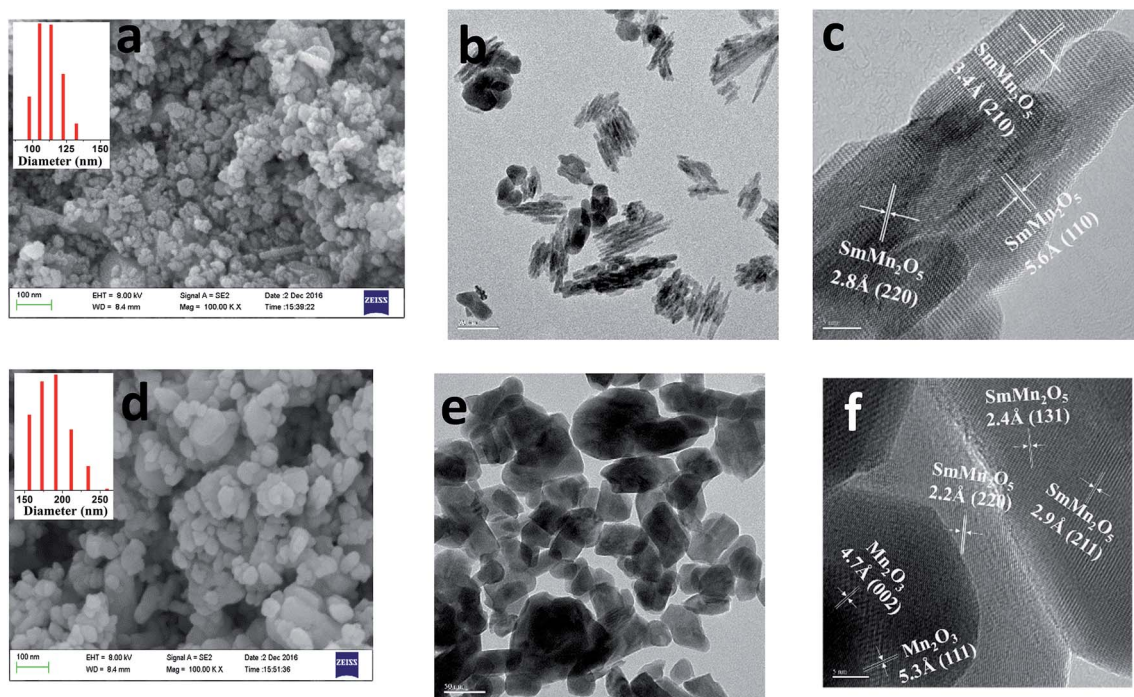 a
100 125 150
Diameter (nm)
100 nm
EHT = 8.00 kV
WD = 8.4 mm
Signal A = SE2
Mag = 100.00 K X
Date :2 Dec 2016
Time :15:39:22
ZEISS
b
c
SmMn₂O₅
3.4Å (210)
SmMn₂O₅
5.6Å (110)
SmMn₂O₅
2.8Å (220)
d
150 200 250
Diameter (nm)
100 nm
EHT = 8.00 kV
WD = 8.4 mm
Signal A = SE2
Mag = 100.00 K X
Date :2 Dec 2016
Time :15:51:36
ZEISS
e
f
SmMn₂O₅
2.4Å (131)
SmMn₂O₅
2.2Å (220)
SmMn₂O₅
2.9Å (211)
Mn₂O₃
4.7Å (002)
Mn₂O₃
5.3Å (111)
5 nm